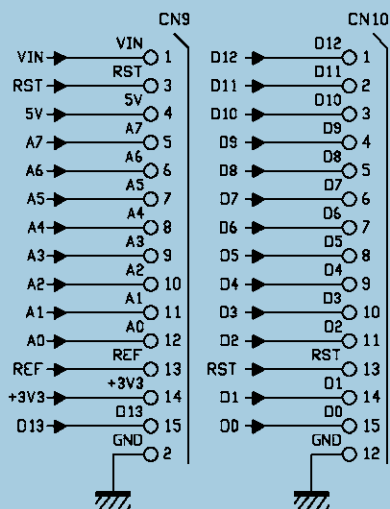 CN9
VIN VIN 1
RST RST 3
5V 5V 4
A7 A7 5
A6 A6 6
A5 A5 7
A4 A4 8
A3 A3 9
A2 A2 10
A1 A1 11
A0 A0 12
REF REF 13
+3V3 +3V3 14
D13 D13 15
GND 2
CN10
D12 D12 1
D11 D11 2
D10 D10 3
D9 D9 4
D8 D8 5
D7 D7 6
D6 D6 7
D5 D5 8
D4 D4 9
D3 D3 10
D2 D2 11
RST RST 13
D1 D1 14
D0 D0 15
GND 12